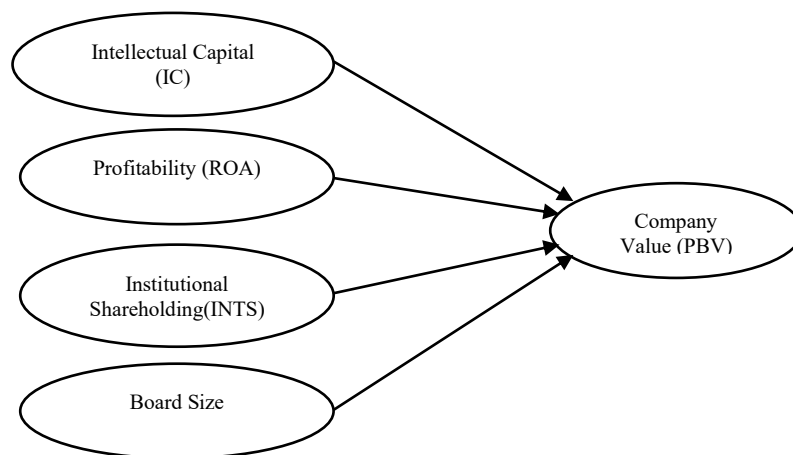 Intellectual Capital
(IC)
Profitability (ROA)
Institutional
Shareholding(INTS)
Board Size
Company
Value (PBV)